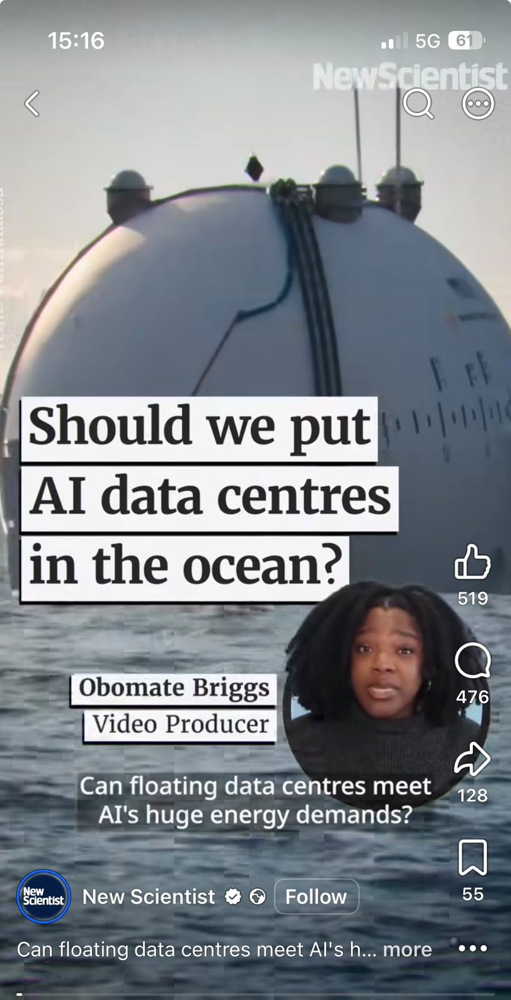 15:16
5G
61
NewScientist
Should we put
AI data centres
in the ocean?
519
476
Obomate Briggs
Video Producer
Can floating data centres meet
AI's huge energy demands?
128
55
New
Scientist
New Scientist
Follow
Can floating data centres meet AI's h... more